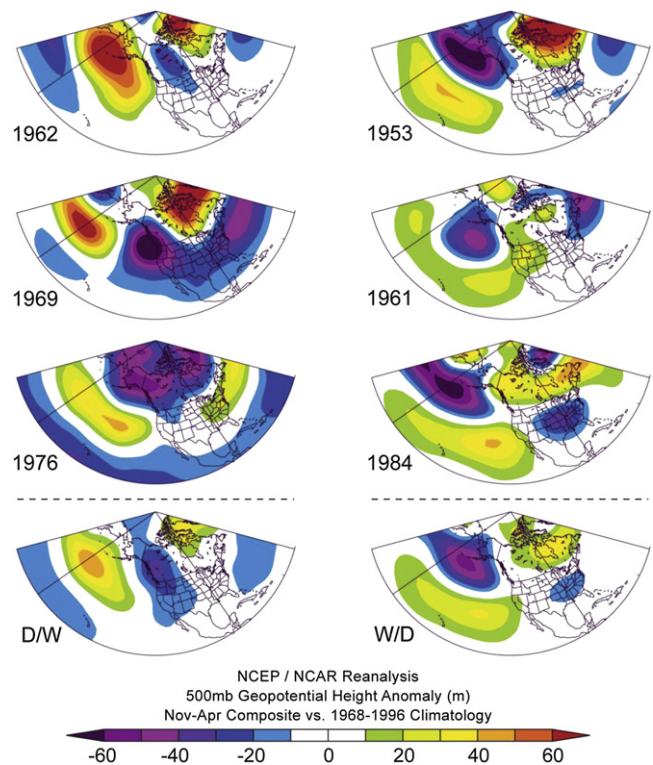 1962
1953
1969
1961
1976
1984
D/W
W/D
NCEP / NCAR Reanalysis
500mb Geopotential Height Anomaly (m)
Nov-Apr Composite vs. 1968-1996 Climatology
-60 -40 -20 0 20 40 60